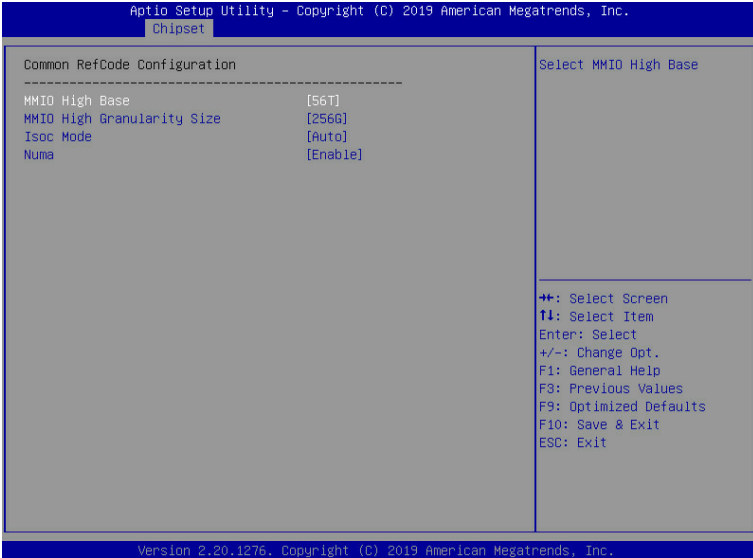 Aptio Setup Utility – Copyright (C) 2019 American Megatrends, Inc.
Chipset
Common RefCode Configuration
--------------------------------------------------
MMIO High Base [56T]
MMIO High Granularity Size [256G]
Isoc Mode [Auto]
Numa [Enable]
Select MMIO High Base
→←: Select Screen
↑↓: Select Item
Enter: Select
+/-: Change Opt.
F1: General Help
F3: Previous Values
F9: Optimized Defaults
F10: Save & Exit
ESC: Exit
Version 2.20.1276. Copyright (C) 2019 American Megatrends, Inc.